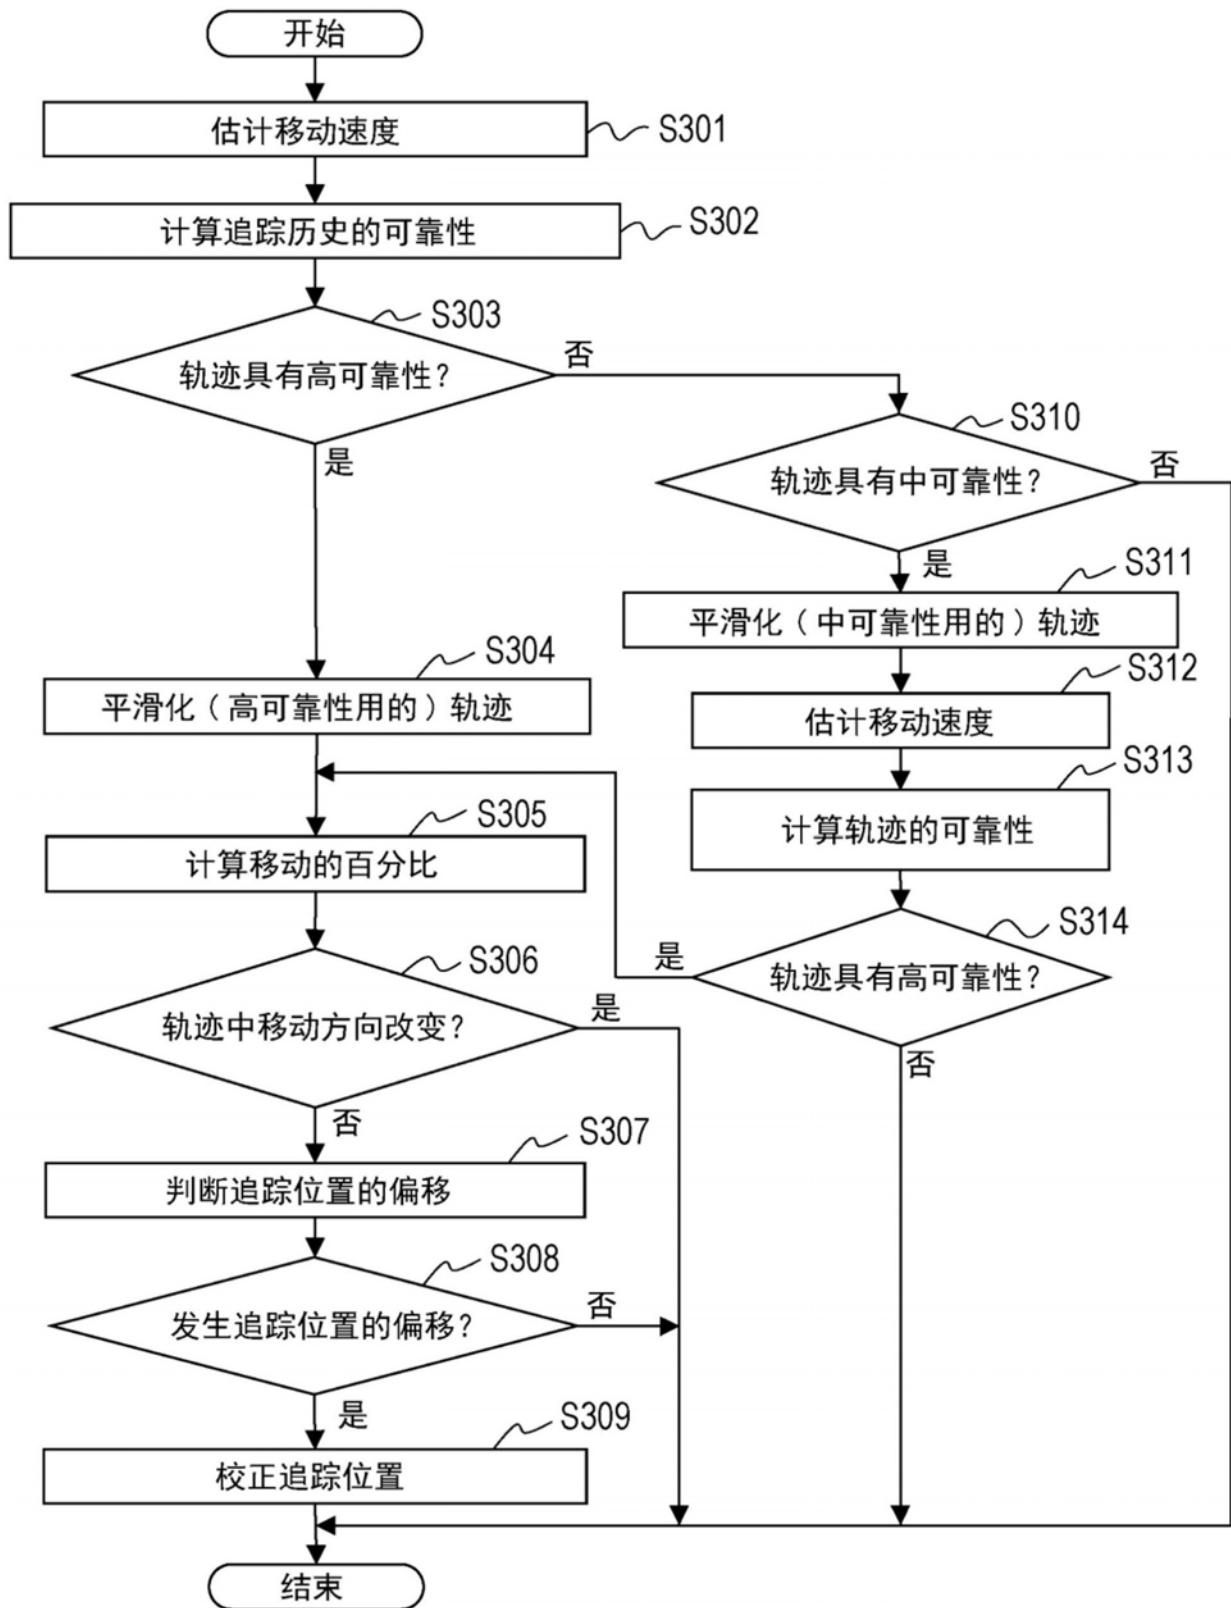 开始
估计移动速度
S301
计算追踪历史的可靠性
S302
S303
轨迹具有高可靠性？
否
是
S310
轨迹具有中可靠性？
否
是
S311
平滑化（中可靠性用的）轨迹
S304
平滑化（高可靠性用的）轨迹
S312
估计移动速度
S313
计算轨迹的可靠性
S305
计算移动的百分比
S314
轨迹具有高可靠性？
是
否
S306
轨迹中移动方向改变？
是
否
S307
判断追踪位置的偏移
S308
发生追踪位置的偏移？
否
是
S309
校正追踪位置
结束